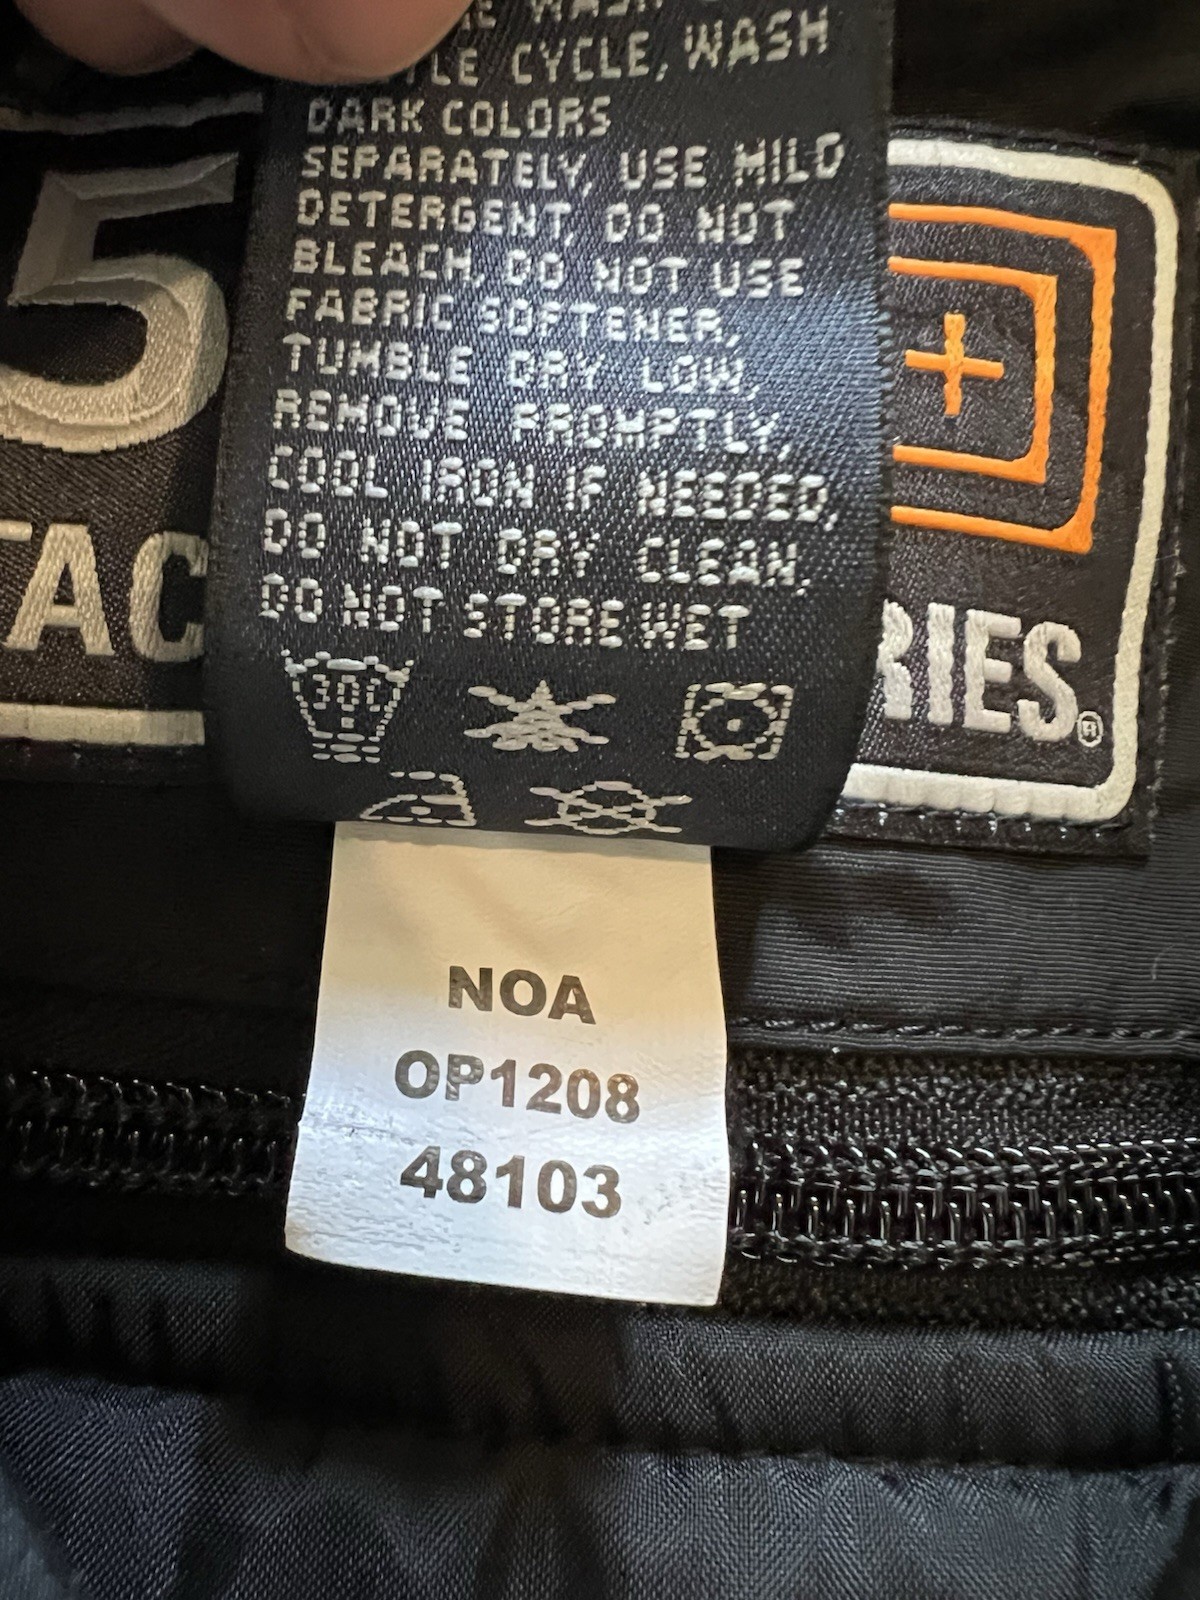 WASH
CYCLE, WASH
DARK COLORS
SEPARATELY, USE MILD
DETERGENT, DO NOT
BLEACH, DO NOT USE
FABRIC SOFTENER,
TUMBLE DRY LOW,
REMOVE PROMPTLY,
COOL IRON IF NEEDED,
DO NOT DRY CLEAN,
DO NOT STORE WET
30C
5
TAC
RIES®
NOA
OP1208
48103